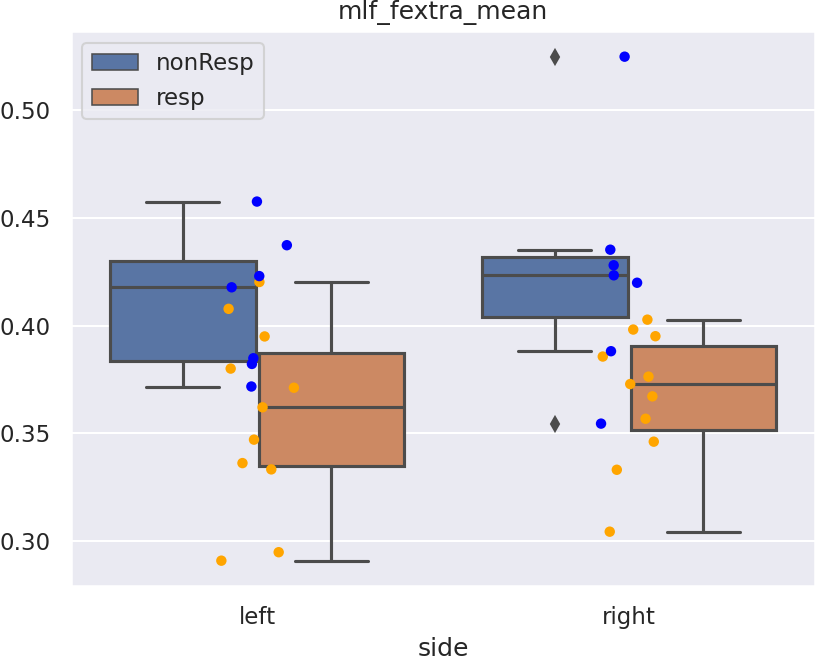 mlf_fextra_mean
nonResp
resp
0.50
0.45
0.40
0.35
0.30
left
right
side